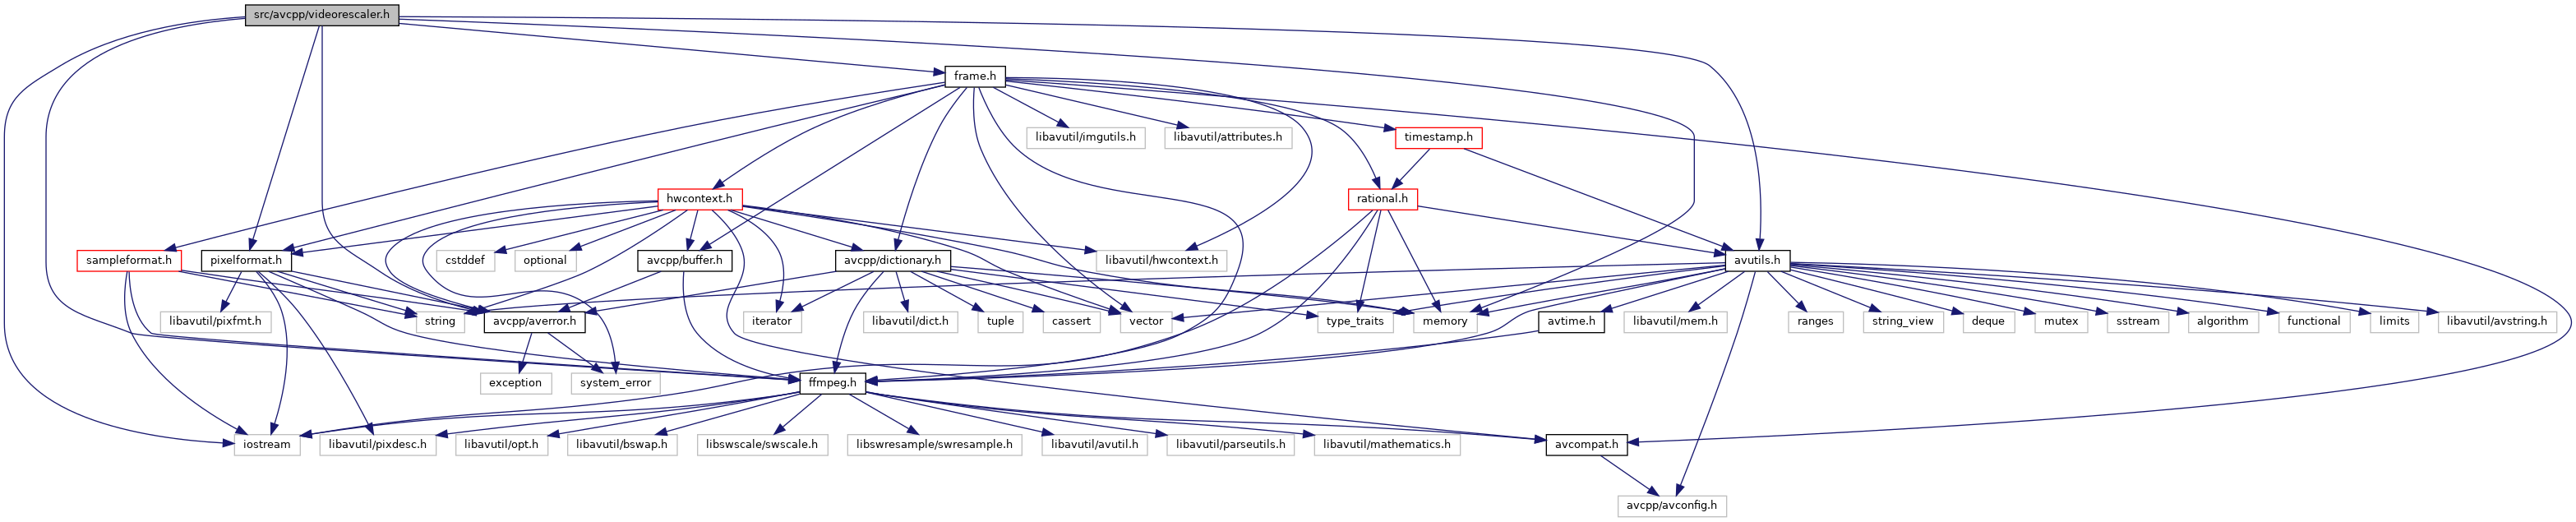 src/avcpp/videorescaler.h
frame.h
libavutil/imgutils.h
libavutil/attributes.h
timestamp.h
hwcontext.h
rational.h
sampleformat.h
pixelformat.h
cstddef
optional
avcpp/buffer.h
avcpp/dictionary.h
libavutil/hwcontext.h
avutils.h
libavutil/pixfmt.h
string
avcpp/averror.h
iterator
libavutil/dict.h
tuple
cassert
vector
type_traits
memory
avtime.h
libavutil/mem.h
ranges
string_view
deque
mutex
sstream
algorithm
functional
limits
libavutil/avstring.h
exception
system_error
ffmpeg.h
iostream
libavutil/pixdesc.h
libavutil/opt.h
libavutil/bswap.h
libswscale/swscale.h
libswresample/swresample.h
libavutil/avutil.h
libavutil/parseutils.h
libavutil/mathematics.h
avcompat.h
avcpp/avconfig.h